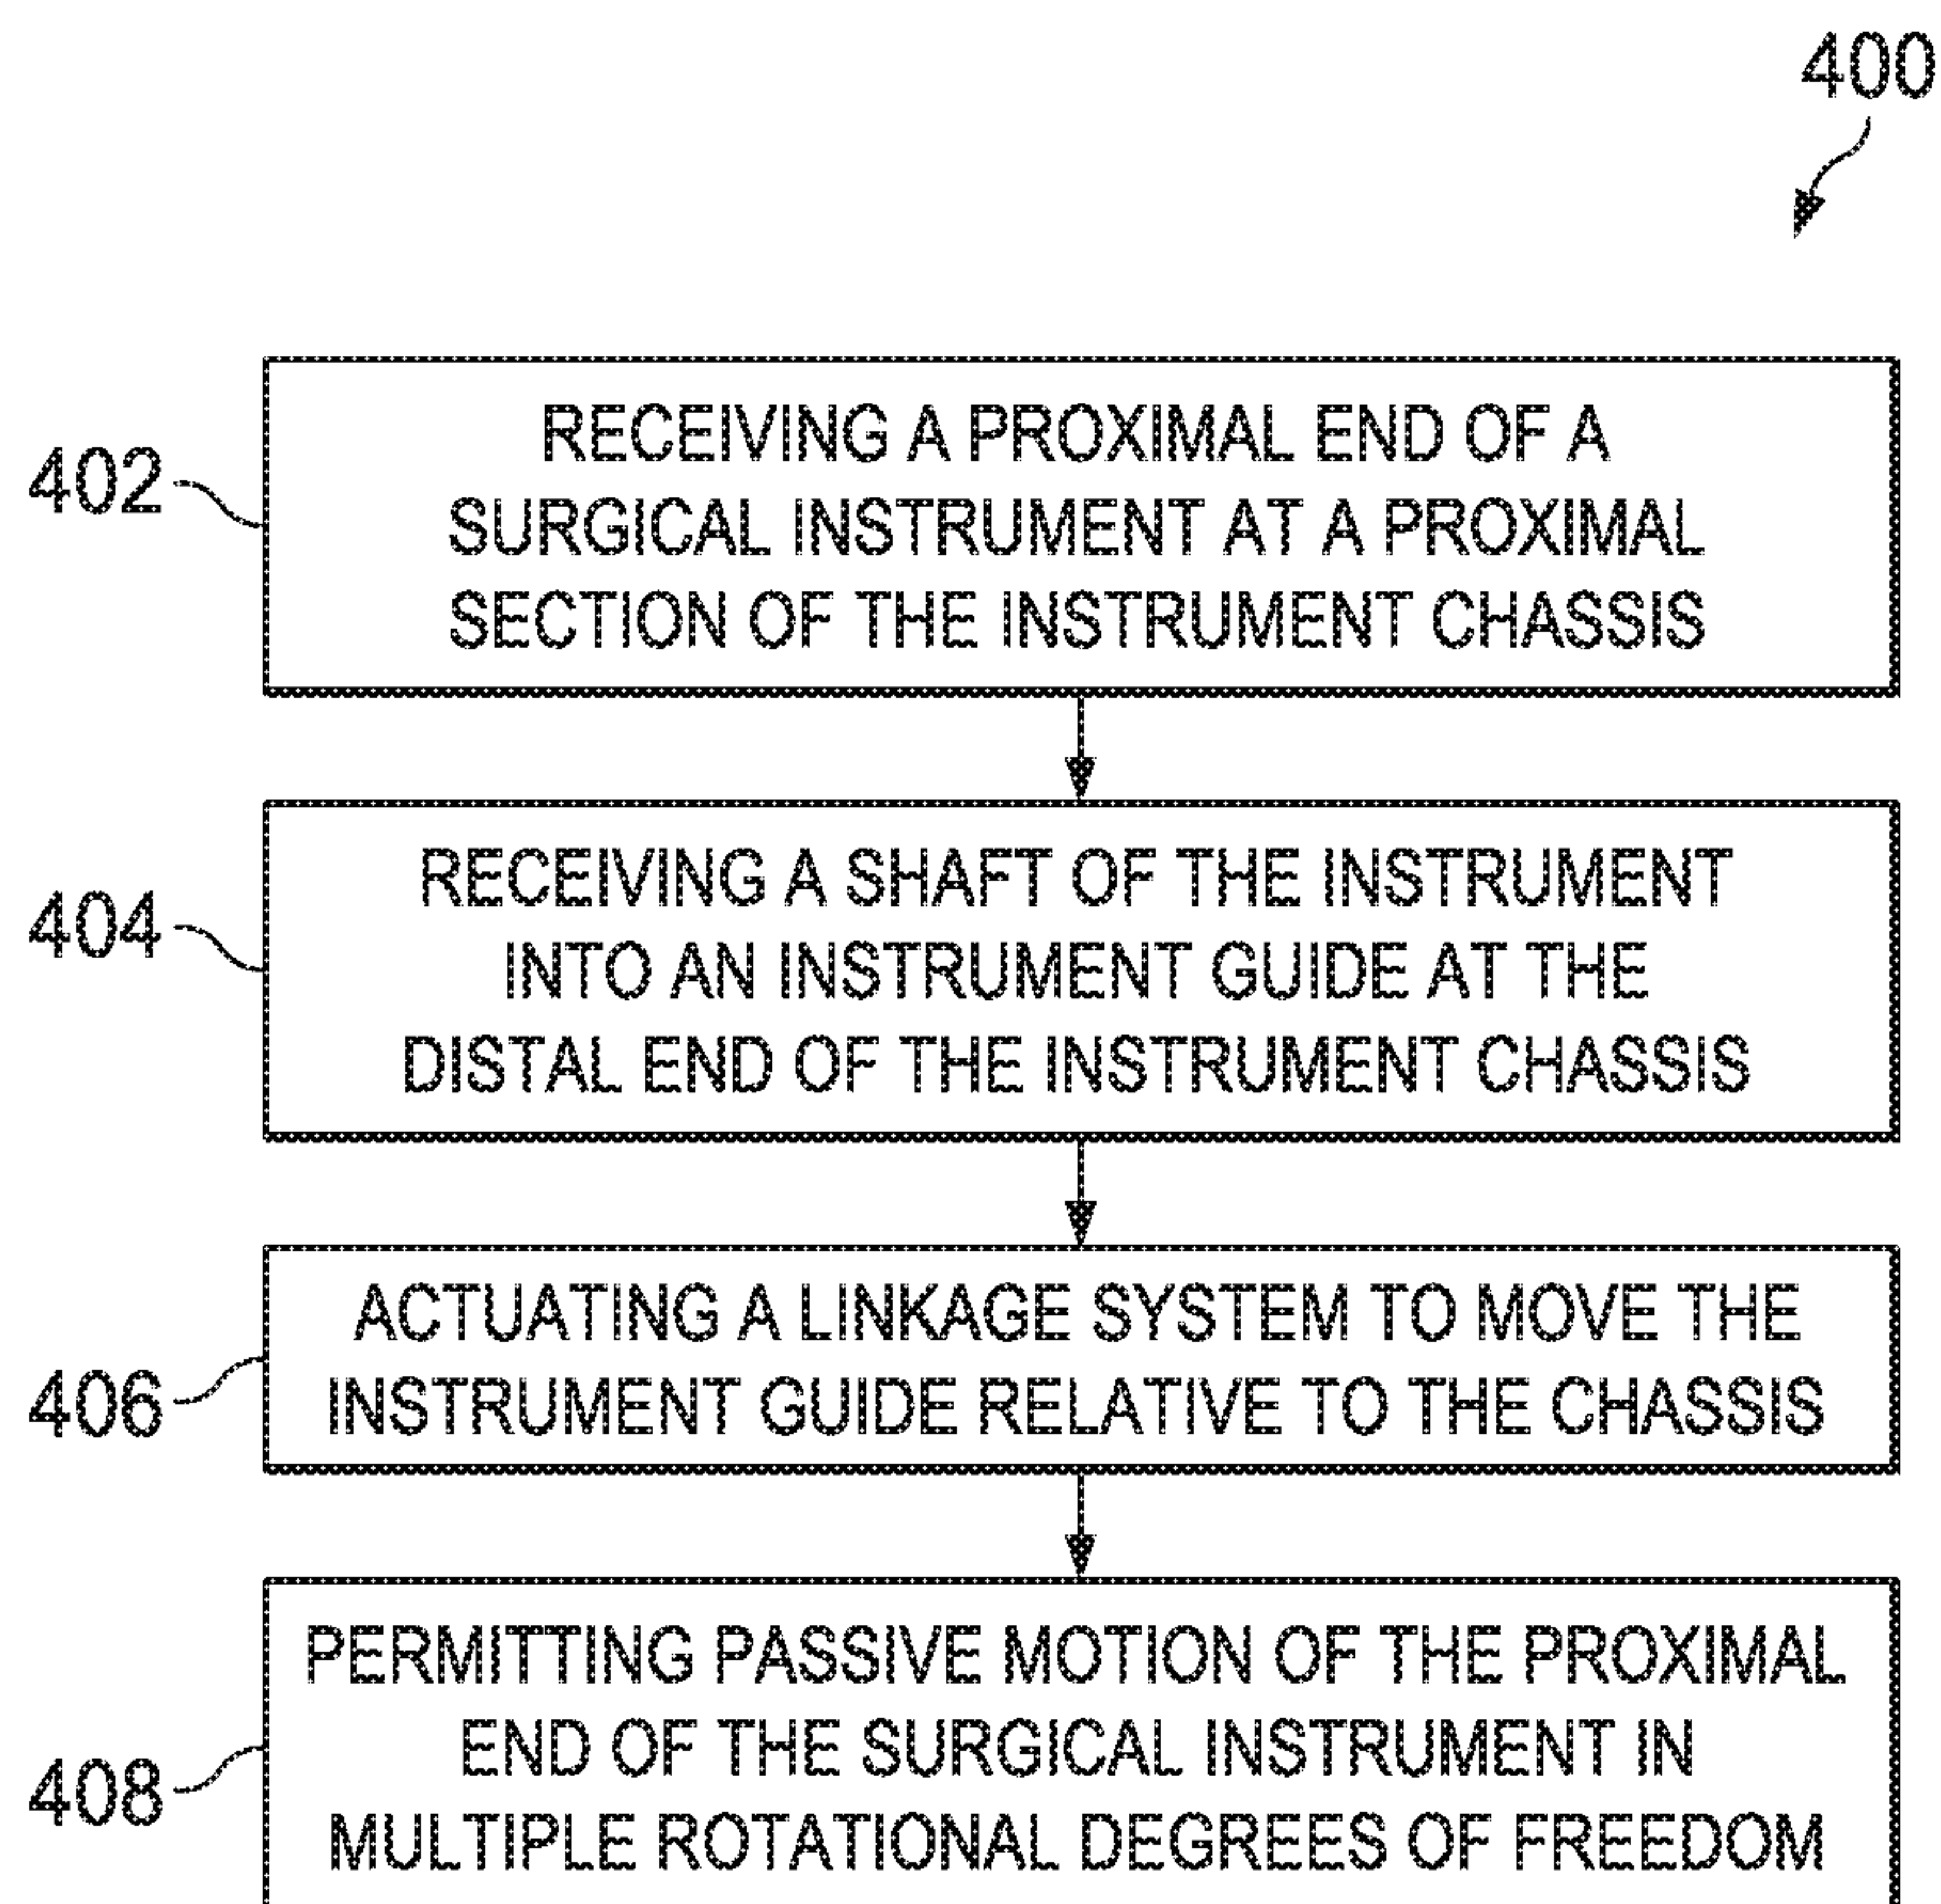 400
402
RECEIVING A PROXIMAL END OF A
SURGICAL INSTRUMENT AT A PROXIMAL
SECTION OF THE INSTRUMENT CHASSIS
404
RECEIVING A SHAFT OF THE INSTRUMENT
INTO AN INSTRUMENT GUIDE AT THE
DISTAL END OF THE INSTRUMENT CHASSIS
406
ACTUATING A LINKAGE SYSTEM TO MOVE THE
INSTRUMENT GUIDE RELATIVE TO THE CHASSIS
408
PERMITTING PASSIVE MOTION OF THE PROXIMAL
END OF THE SURGICAL INSTRUMENT IN
MULTIPLE ROTATIONAL DEGREES OF FREEDOM